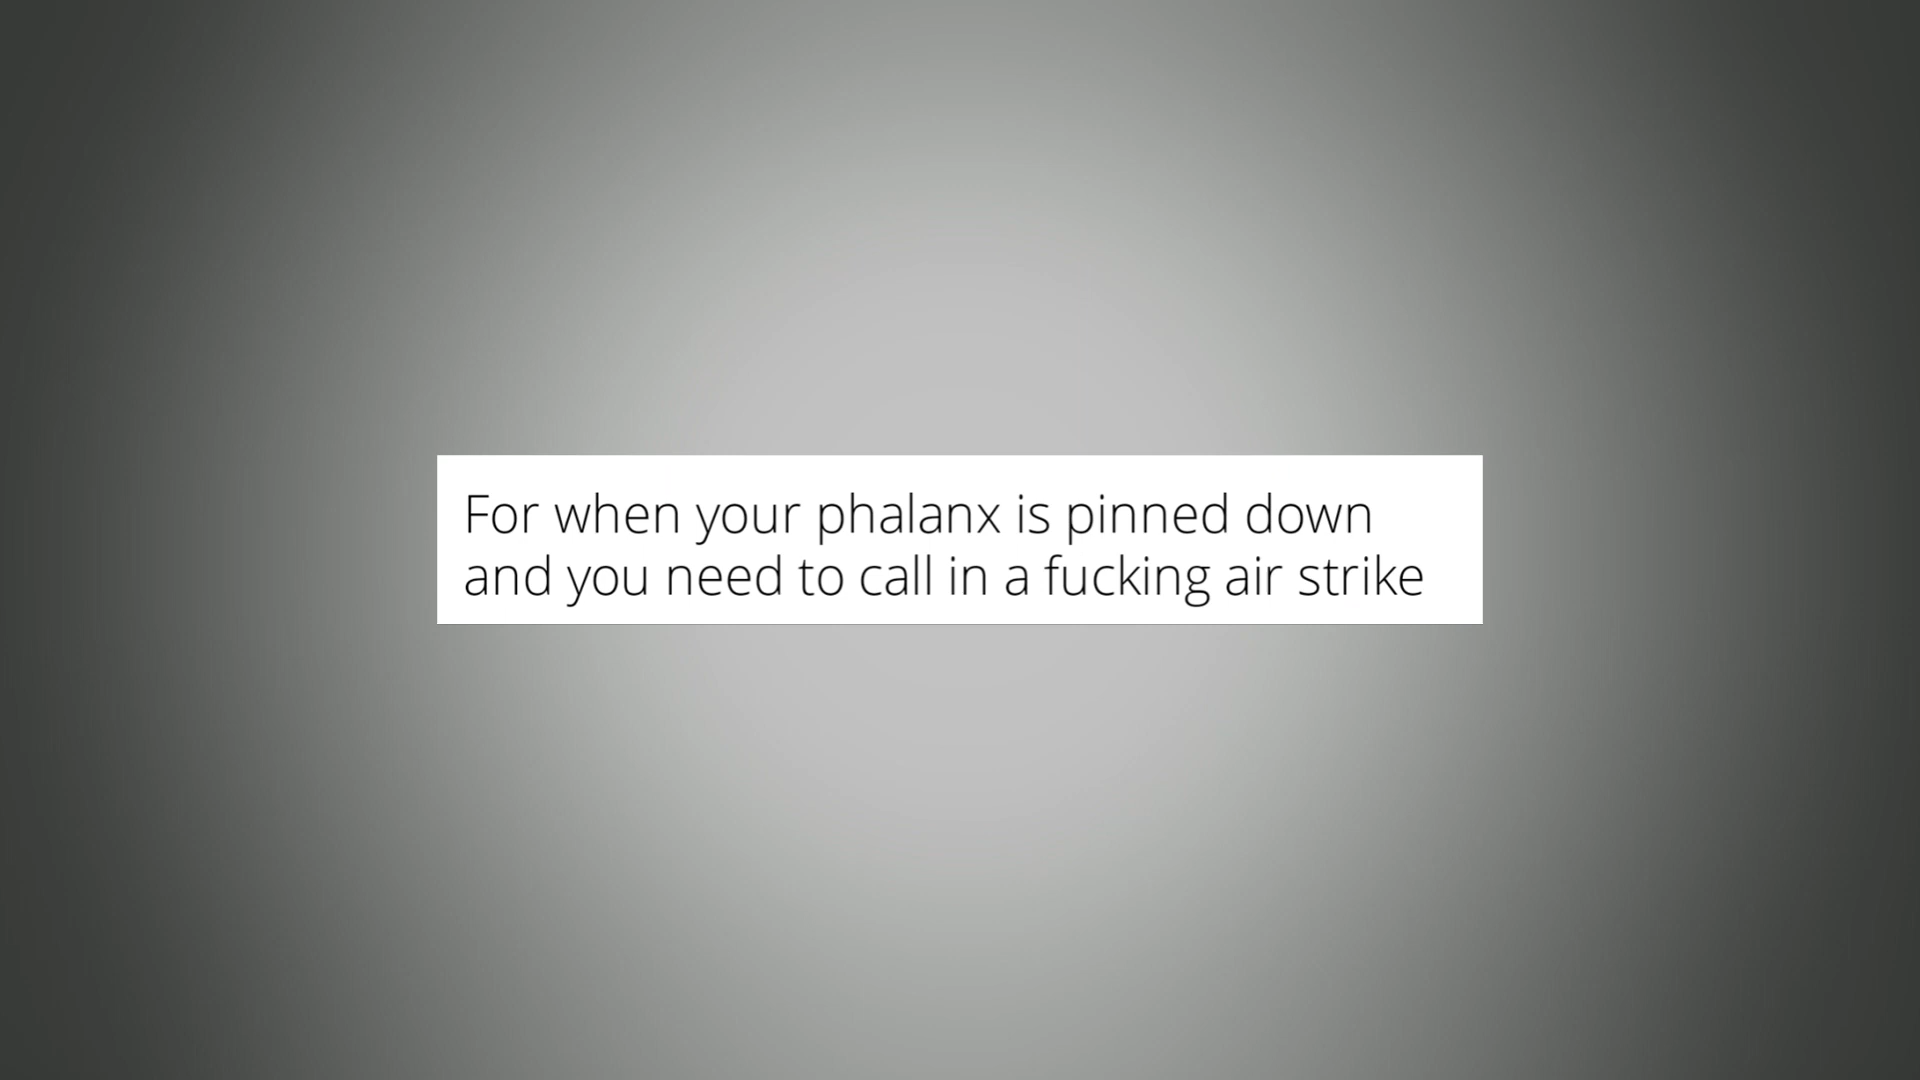 For when your phalanx is pinned down
and you need to call in a fucking air strike